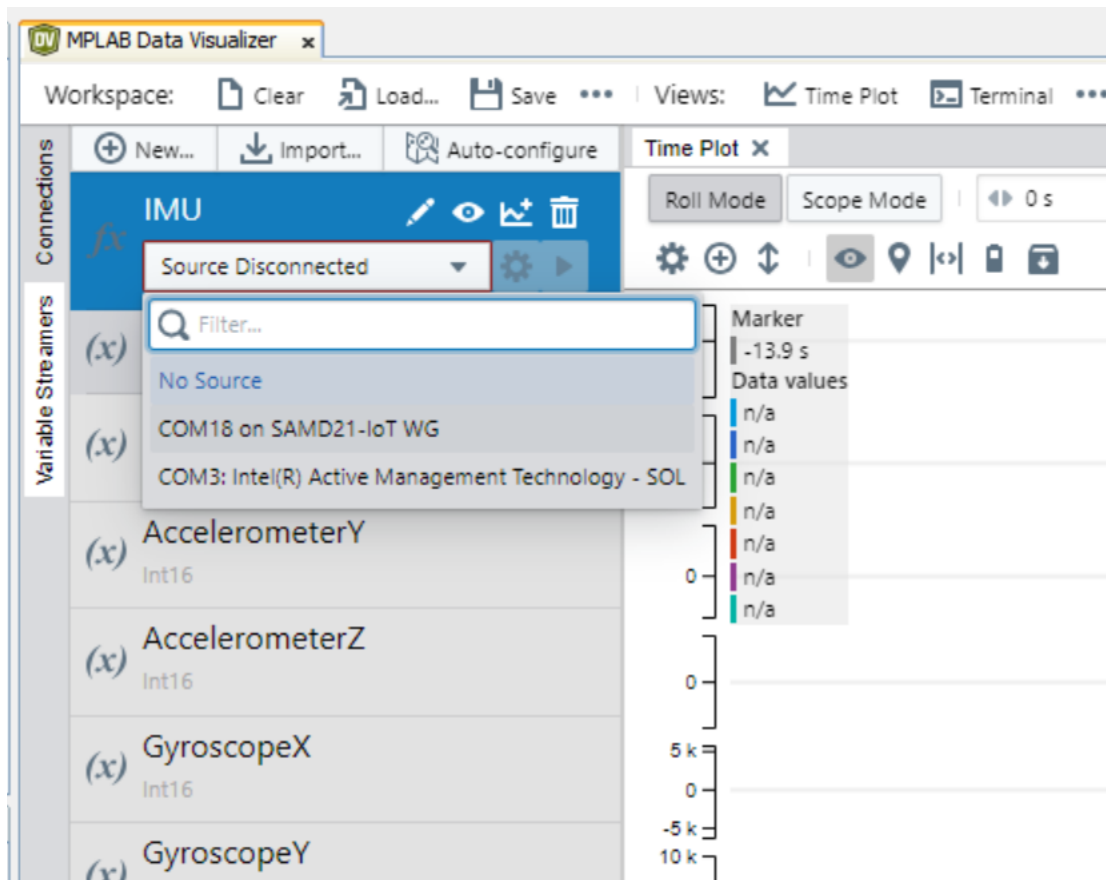 MPLAB Data Visualizer x
Workspace: Clear Load... Save ••• Views: Time Plot Terminal •••
Connections
Variable Streamers
New... Import... Auto-configure
Time Plot X
IMU
Roll Mode Scope Mode 0 s
Source Disconnected
Filter...
No Source
COM18 on SAMD21-IoT WG
COM3: Intel(R) Active Management Technology - SOL
(x) AccelerometerY
Int16
(x) AccelerometerZ
Int16
(x) GyroscopeX
Int16
(x) GyroscopeY
Marker
-13.9 s
Data values
n/a
n/a
n/a
n/a
n/a
n/a
n/a
0
0
5 k
0
-5 k
10 k